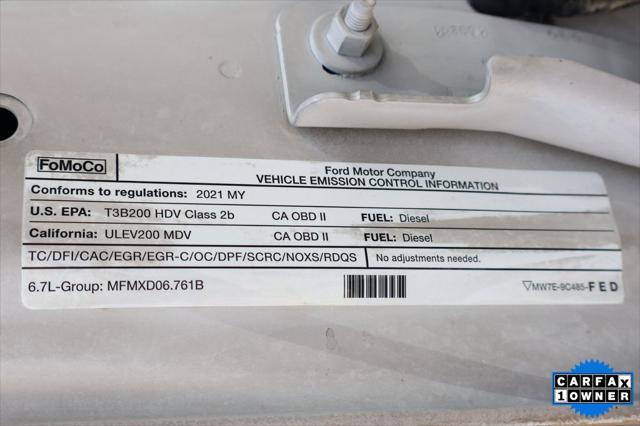 FoMoCo
Ford Motor Company
VEHICLE EMISSION CONTROL INFORMATION
Conforms to regulations: 2021 MY
U.S. EPA: T3B200 HDV Class 2b CA OBD II FUEL: Diesel
California: ULEV200 MDV CA OBD II FUEL: Diesel
TC/DFI/CAC/EGR/EGR-C/OC/DPF/SCRC/NOXS/RDQS No adjustments needed.
6.7L-Group: MFMXD06.761B
▽MW7E-9C485-FED
CARFAX
1 OWNER